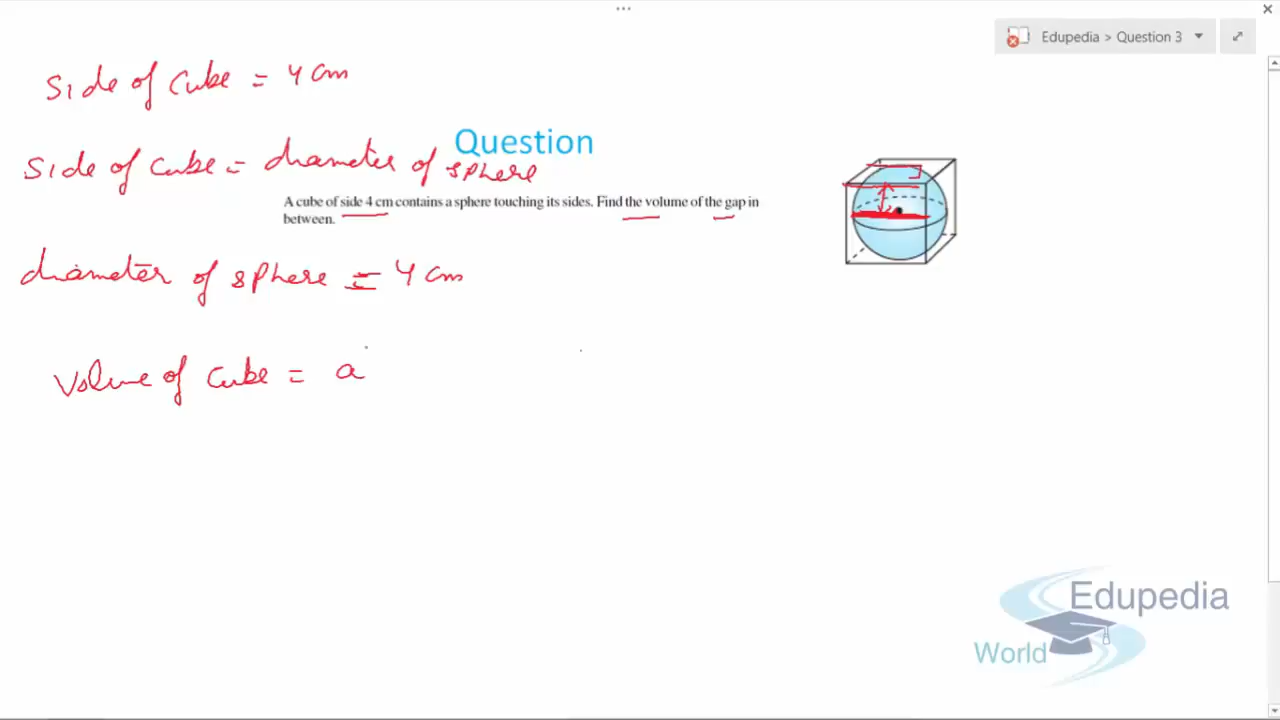 Edupedia > Question 3
Side of Cube = 4 cm
Question
Side of Cube = diameter of sphere
A cube of side 4 cm contains a sphere touching its sides. Find the volume of the gap in
between.
diameter of sphere = 4 cm
Volume of Cube = a
Edupedia
World